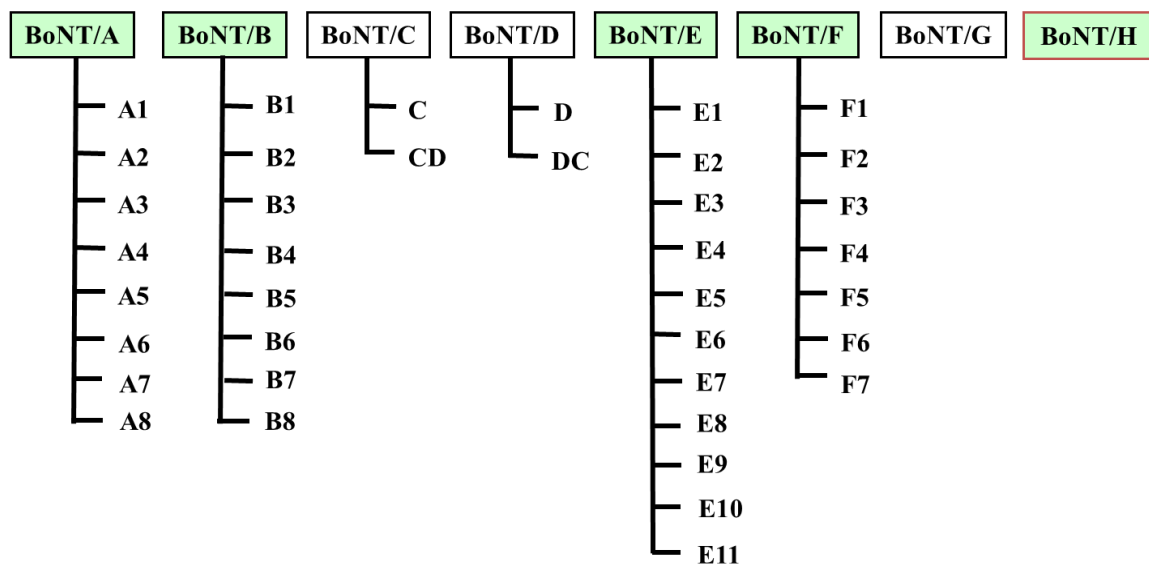 BoNT/A BoNT/B BoNT/C BoNT/D BoNT/E BoNT/F BoNT/G BoNT/H
A1 B1 C D E1 F1
A2 B2 CD DC E2 F2
A3 B3 E3 F3
A4 B4 E4 F4
A5 B5 E5 F5
A6 B6 E6 F6
A7 B7 E7 F7
A8 B8 E8
E9
E10
E11